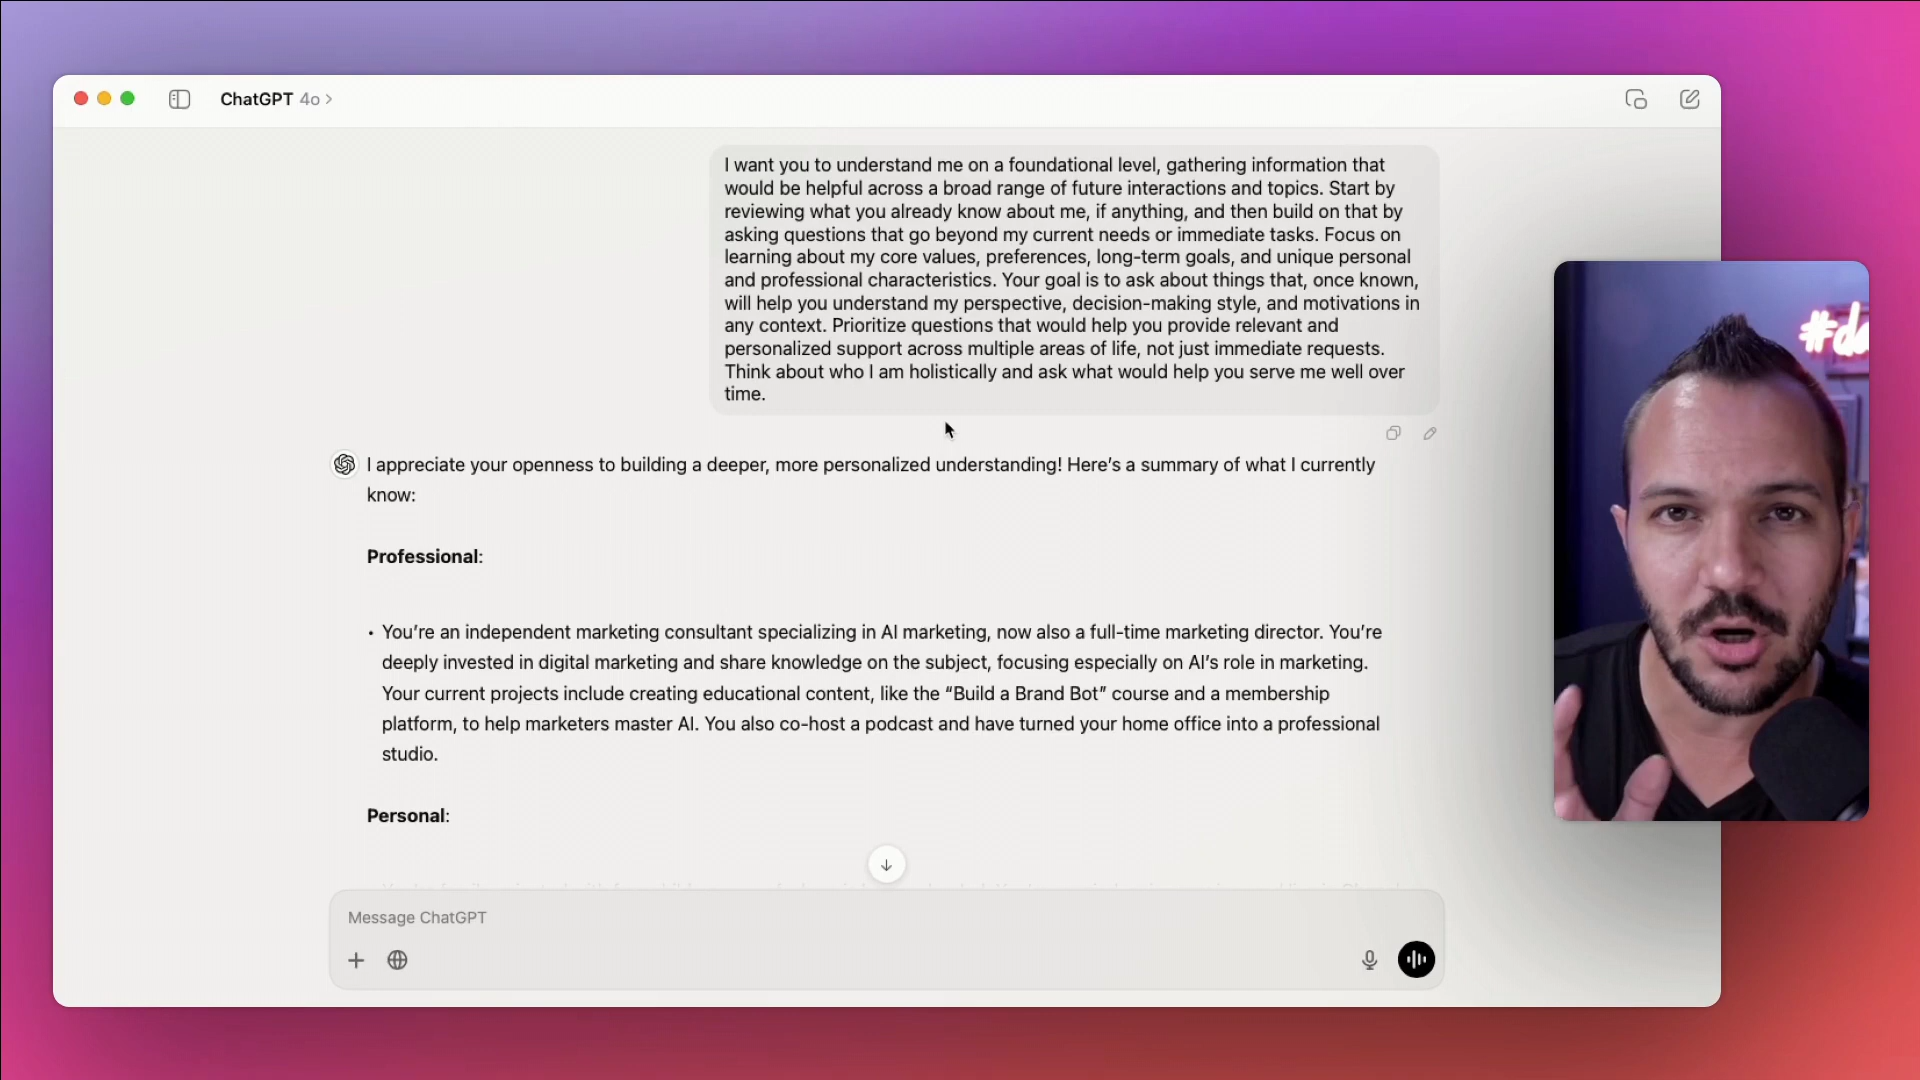 ChatGPT 4o >
I want you to understand me on a foundational level, gathering information that
would be helpful across a broad range of future interactions and topics. Start by
reviewing what you already know about me, if anything, and then build on that by
asking questions that go beyond my current needs or immediate tasks. Focus on
learning about my core values, preferences, long-term goals, and unique personal
and professional characteristics. Your goal is to ask about things that, once known,
will help you understand my perspective, decision-making style, and motivations in
any context. Prioritize questions that would help you provide relevant and
personalized support across multiple areas of life, not just immediate requests.
Think about who I am holistically and ask what would help you serve me well over
time.
I appreciate your openness to building a deeper, more personalized understanding! Here’s a summary of what I currently
know:
Professional:
• You’re an independent marketing consultant specializing in AI marketing, now also a full-time marketing director. You’re
deeply invested in digital marketing and share knowledge on the subject, focusing especially on AI’s role in marketing.
Your current projects include creating educational content, like the “Build a Brand Bot” course and a membership
platform, to help marketers master AI. You also co-host a podcast and have turned your home office into a professional
studio.
Personal:
Message ChatGPT